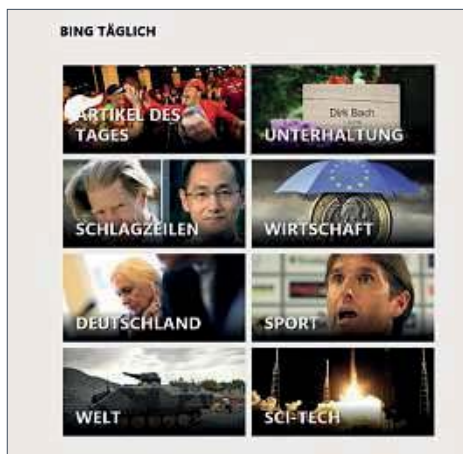 BING TÄGLICH
ARTIKEL DES
TAGES
Dirk Bach
UNTERHALTUNG
SCHLAGZEILEN
WIRTSCHAFT
DEUTSCHLAND
SPORT
WELT
SCI-TECH